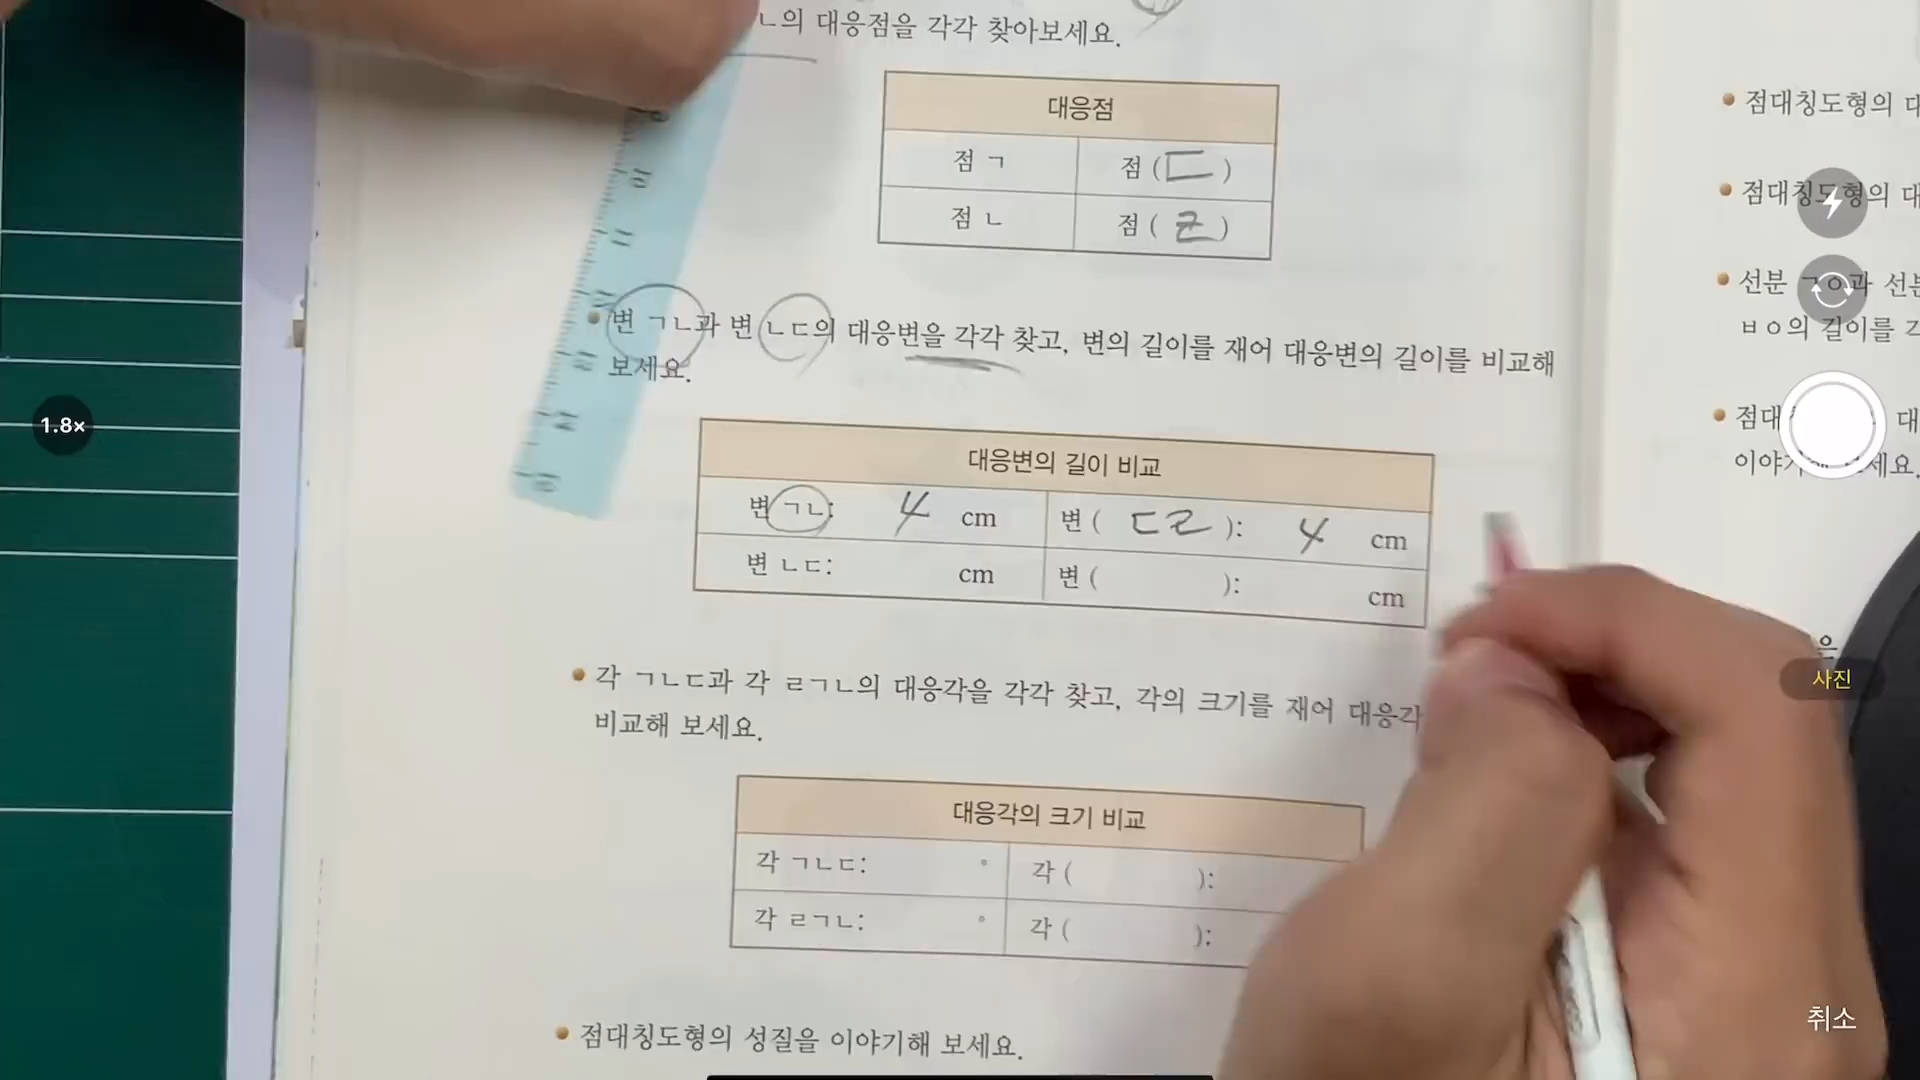 ㄴ의 대응점을 각각 찾아보세요.
대응점
점 ㄱ 점 ( ㄷ )
점 ㄴ 점 ( ㄹ )
변 ㄱㄴ과 변 ㄴㄷ의 대응변을 각각 찾고, 변의 길이를 재어 대응변의 길이를 비교해
보세요.
대응변의 길이 비교
변 ㄱㄴ: 4 cm 변 ( ㄷㄹ ): 4 cm
변 ㄴㄷ: cm 변 ( ): cm
각 ㄱㄴㄷ과 각 ㄹㄱㄴ의 대응각을 각각 찾고, 각의 크기를 재어 대응각
비교해 보세요.
대응각의 크기 비교
각 ㄱㄴㄷ: ° 각 ( ):
각 ㄹㄱㄴ: ° 각 ( ):
점대칭도형의 성질을 이야기해 보세요.
점대칭도형의
점대칭도형의
선분 ㄱㅇ과
ㅂㅇ의 길이를
1.8×
사진
취소